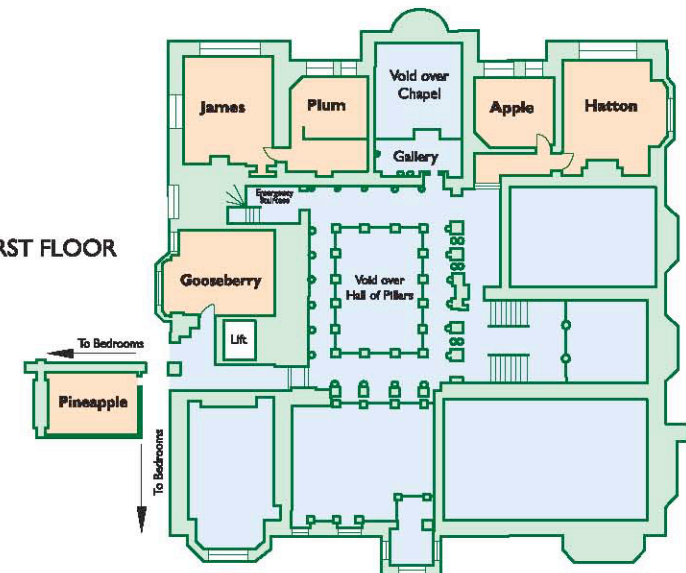 Void over
Chapel
James
Plum
Apple
Hatton
Gallery
Emergency
Staircase
RST FLOOR
Gooseberry
Void over
Hall of Pillars
Lift
To Bedrooms
Pineapple
To Bedrooms